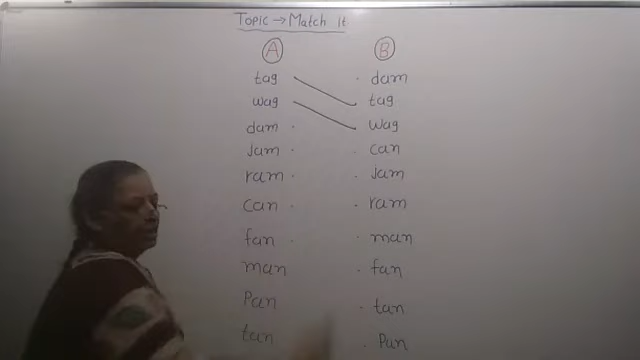 Topic → Match it
A B
tag dam
wag tag
dam wag
Jam can
ram Jam
can ram
fan man
man fan
Pan tan
tan Pan